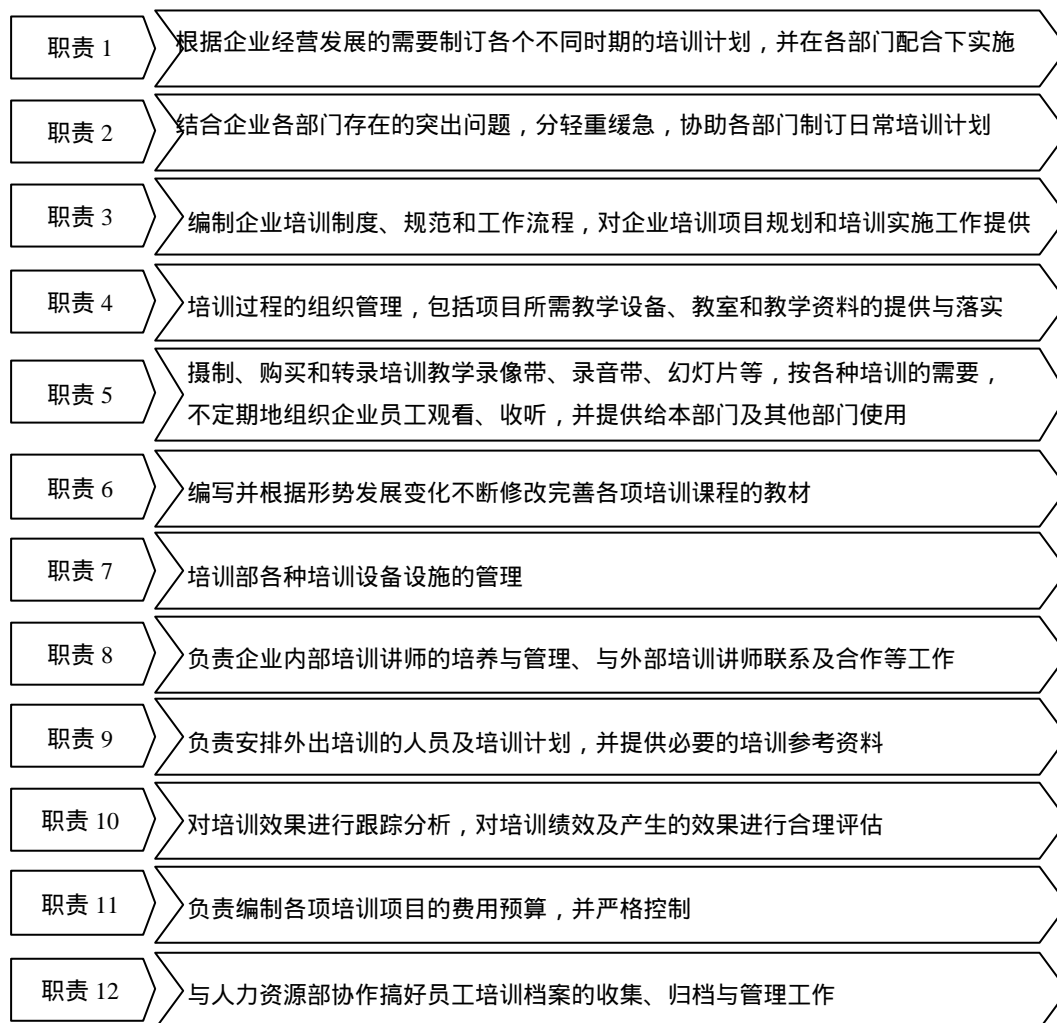 职责 1
根据企业经营发展的需要制订各个不同时期的培训计划，并在各部门配合下实施
职责 2
结合企业各部门存在的突出问题，分轻重缓急，协助各部门制订日常培训计划
职责 3
编制企业培训制度、规范和工作流程，对企业培训项目规划和培训实施工作提供
职责 4
培训过程的组织管理，包括项目所需教学设备、教室和教学资料的提供与落实
职责 5
摄制、购买和转录培训教学录像带、录音带、幻灯片等，按各种培训的需要，
不定期地组织企业员工观看、收听，并提供给本部门及其他部门使用
职责 6
编写并根据形势发展变化不断修改完善各项培训课程的教材
职责 7
培训部各种培训设备设施的管理
职责 8
负责企业内部培训讲师的培养与管理、与外部培训讲师联系及合作等工作
职责 9
负责安排外出培训的人员及培训计划，并提供必要的培训参考资料
职责 10
对培训效果进行跟踪分析，对培训绩效及产生的效果进行合理评估
职责 11
负责编制各项培训项目的费用预算，并严格控制
职责 12
与人力资源部协作搞好员工培训档案的收集、归档与管理工作